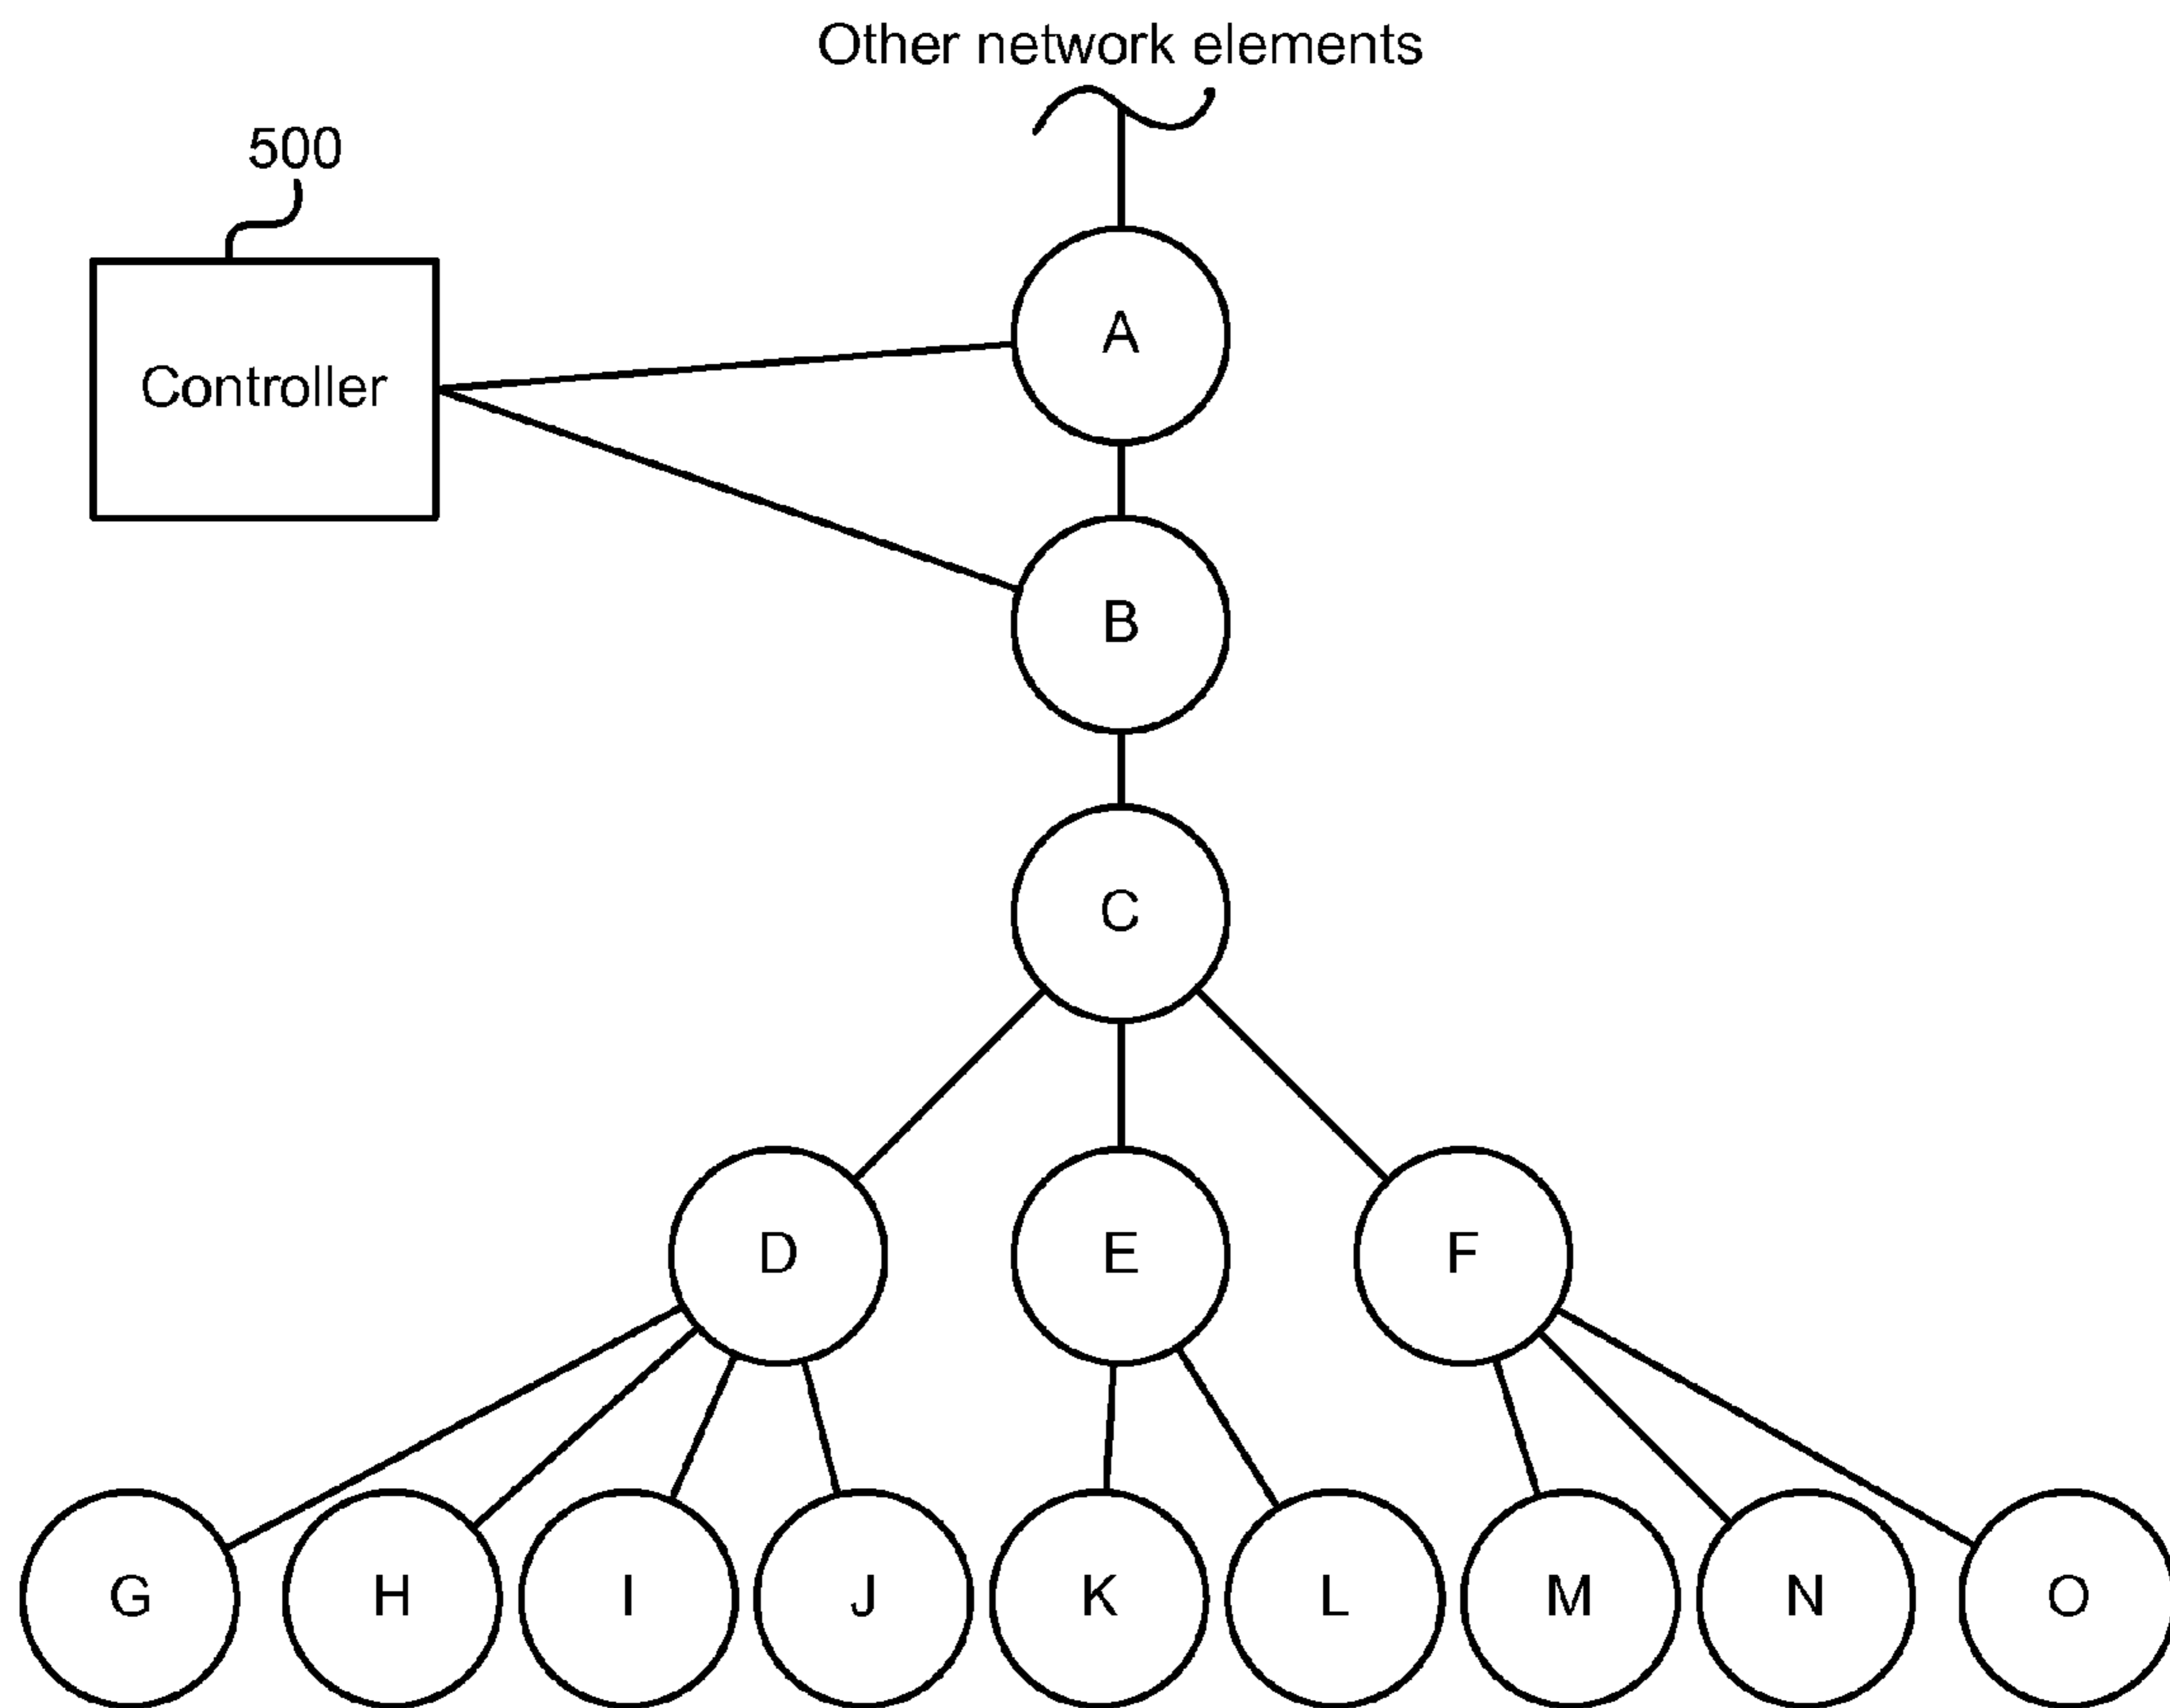 Other network elements
500
Controller
A
B
C
D
E
F
G
H
I
J
K
L
M
N
O